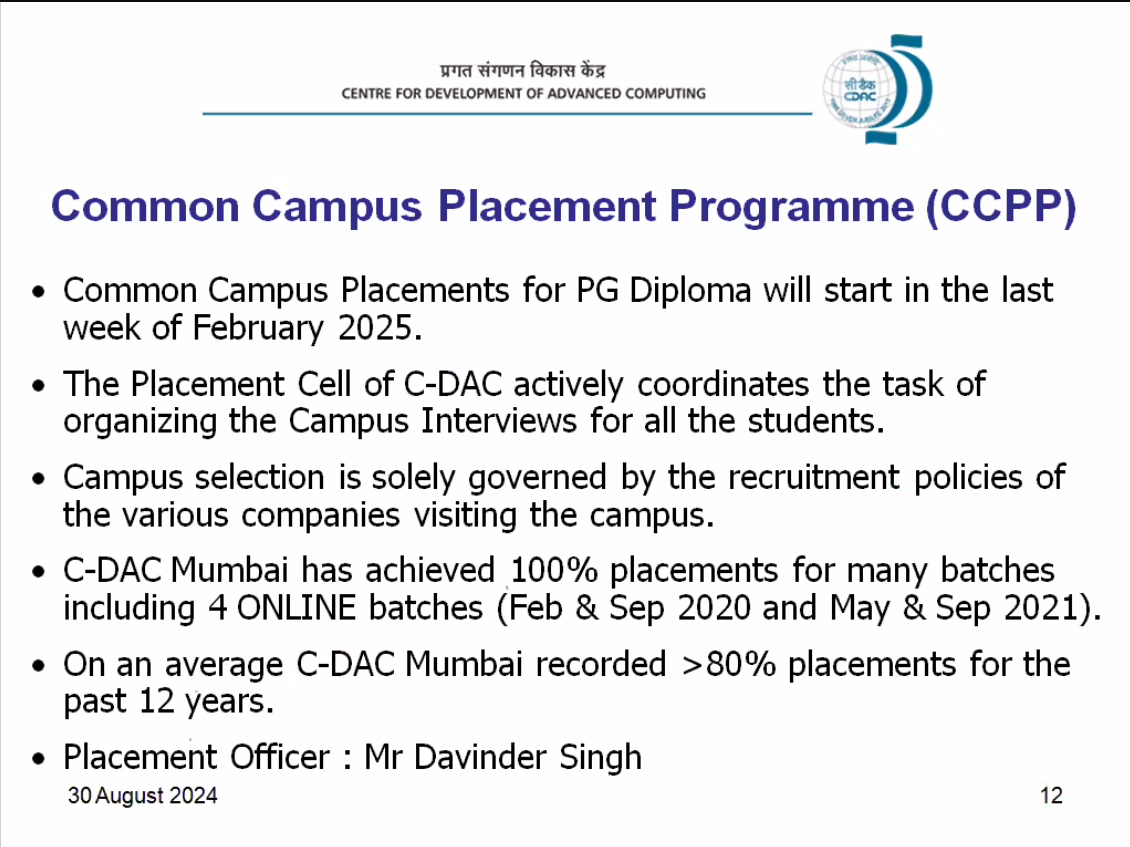 प्रगत संगणन विकास केंद्र
CENTRE FOR DEVELOPMENT OF ADVANCED COMPUTING
सी डैक
CDAC
Common Campus Placement Programme (CCPP)
• Common Campus Placements for PG Diploma will start in the last
week of February 2025.
• The Placement Cell of C-DAC actively coordinates the task of
organizing the Campus Interviews for all the students.
• Campus selection is solely governed by the recruitment policies of
the various companies visiting the campus.
• C-DAC Mumbai has achieved 100% placements for many batches
including 4 ONLINE batches (Feb & Sep 2020 and May & Sep 2021).
• On an average C-DAC Mumbai recorded >80% placements for the
past 12 years.
• Placement Officer : Mr Davinder Singh
30 August 2024
12